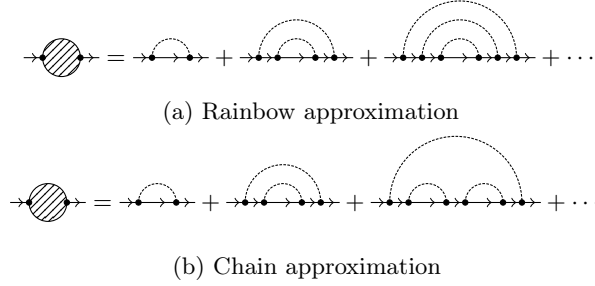 = + + + ···
(a) Rainbow approximation
= + + + ··
(b) Chain approximation